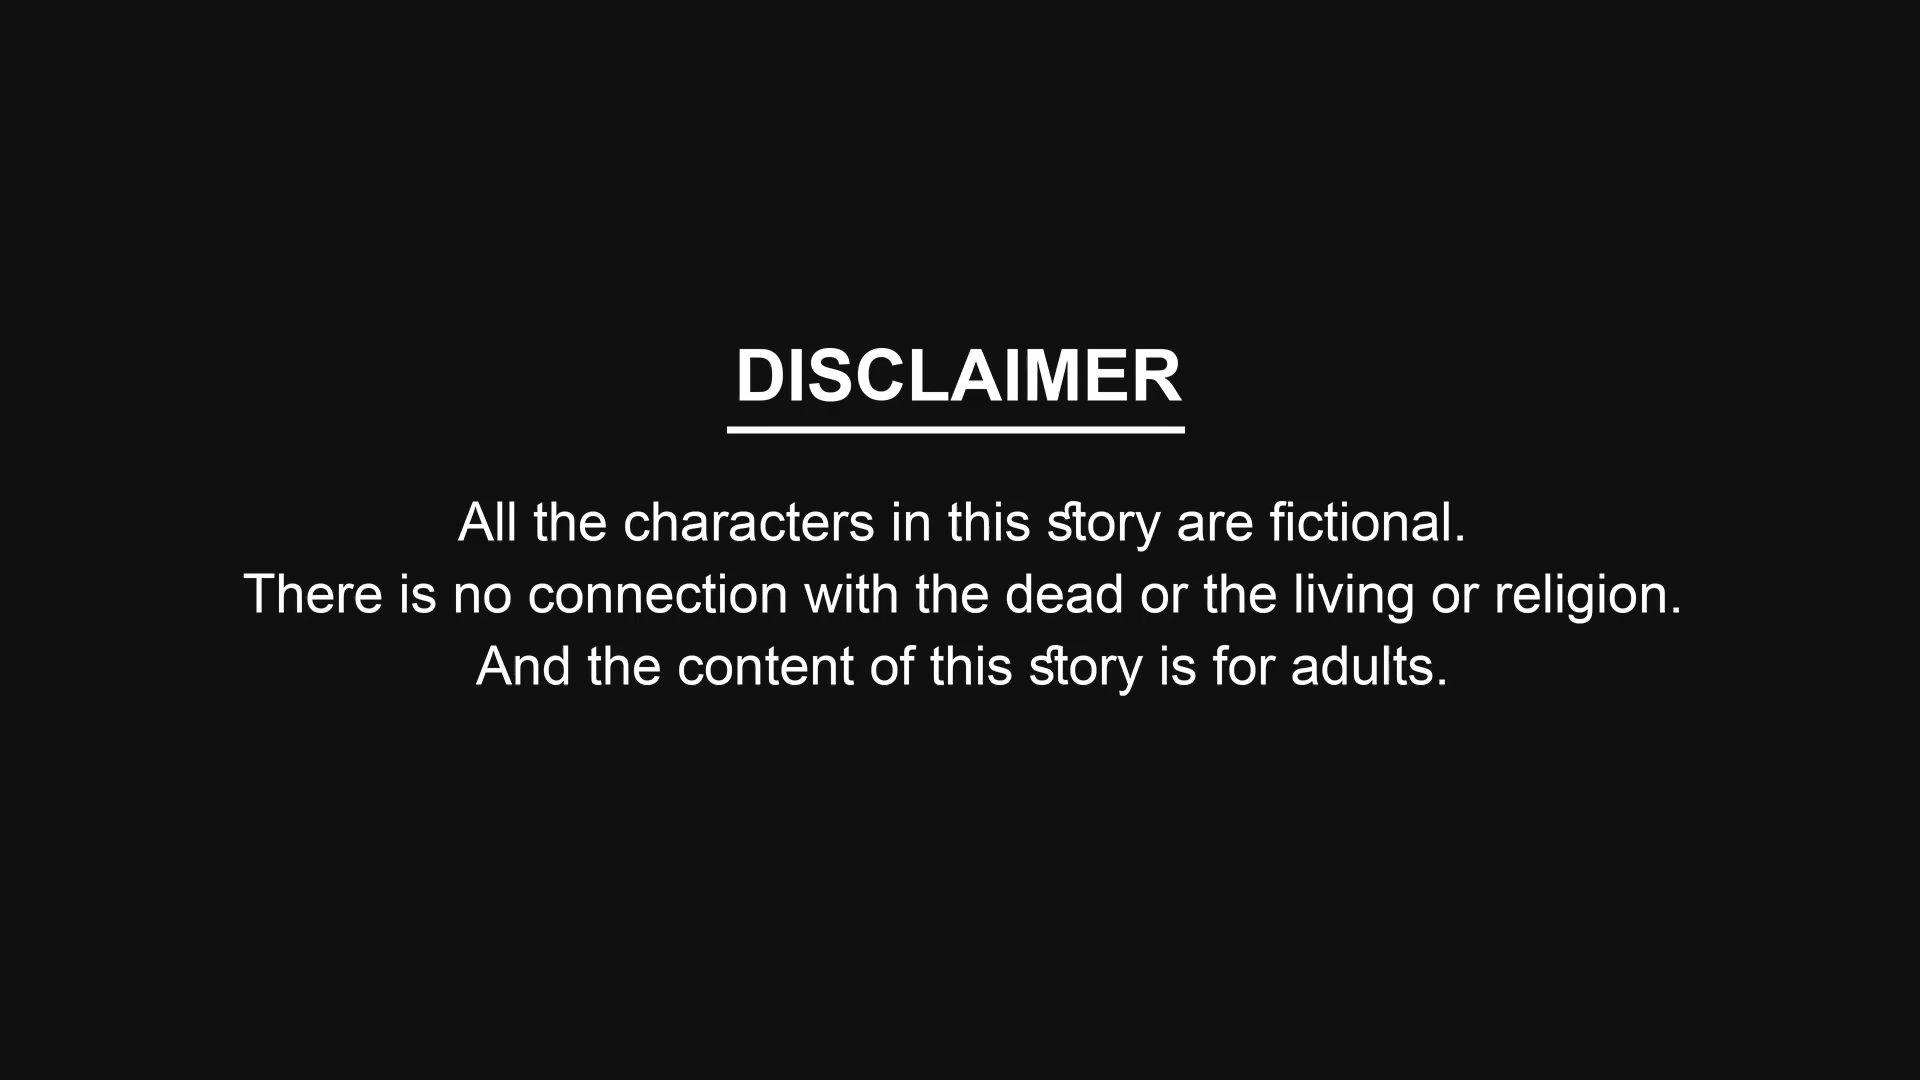 DISCLAIMER
All the characters in this story are fictional.
There is no connection with the dead or the living or religion.
And the content of this story is for adults.